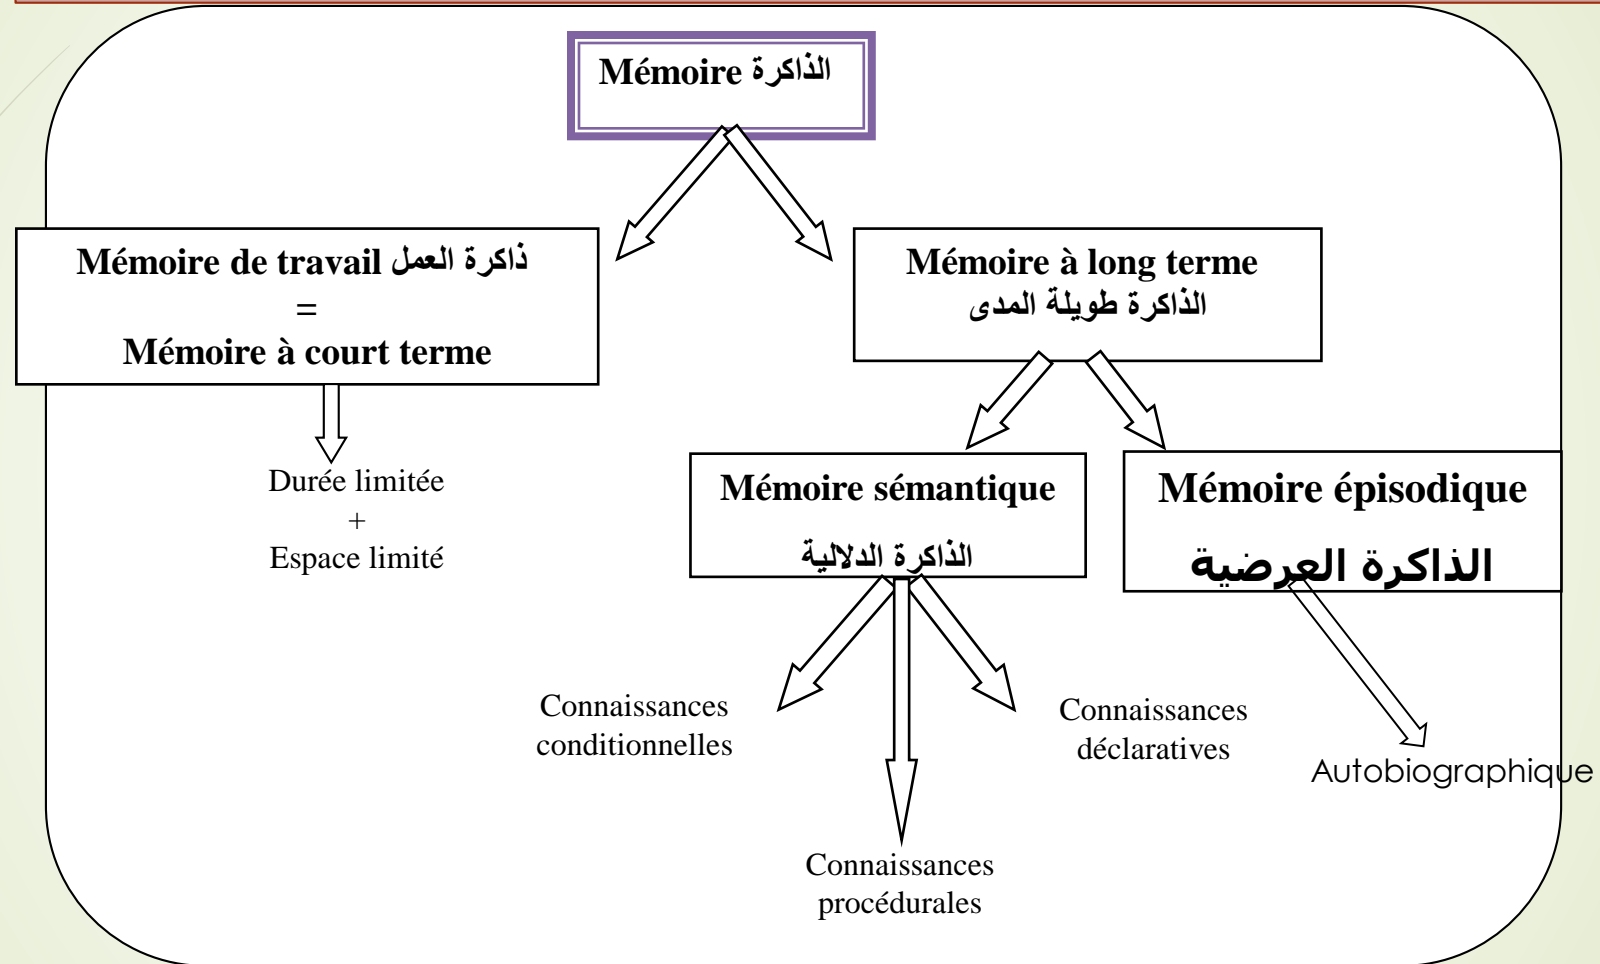 Mémoire الذاكرة
Mémoire de travail ذاكرة العمل
=
Mémoire à court terme
Mémoire à long terme
الذاكرة طويلة المدى
Durée limitée
+
Espace limité
Mémoire sémantique
الذاكرة الدلالية
Mémoire épisodique
الذاكرة العرضية
Connaissances
conditionnelles
Connaissances
procédurales
Connaissances
déclaratives
Autobiographique